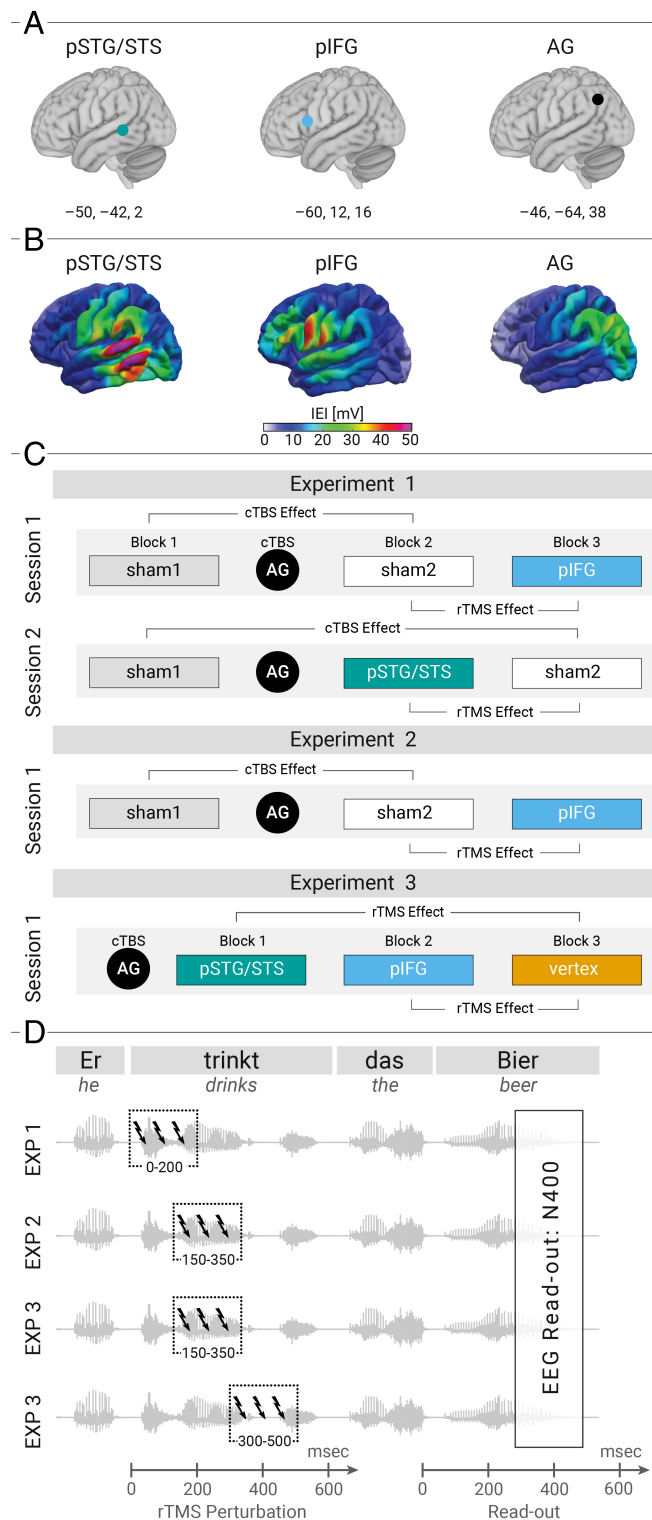 A
pSTG/STS pIFG AG
−50, −42, 2 −60, 12, 16 −46, −64, 38
B
pSTG/STS pIFG AG
IEI [mV]
0 10 20 30 40 50
C
Experiment 1
Session 1
cTBS Effect
Block 1 cTBS Block 2 Block 3
sham1 AG sham2 pIFG
rTMS Effect
Session 2
cTBS Effect
sham1 AG pSTG/STS sham2
rTMS Effect
Experiment 2
Session 1
cTBS Effect
sham1 AG sham2 pIFG
rTMS Effect
Experiment 3
Session 1
rTMS Effect
cTBS Block 1 Block 2 Block 3
AG pSTG/STS pIFG vertex
rTMS Effect
D
Er trinkt das Bier
he drinks the beer
EXP 1
0-200
EXP 2
150-350
EXP 3
150-350
EXP 3
300-500
EEG Read-out: N400
msec msec
0 200 400 600 0 200 400 600
rTMS Perturbation Read-out